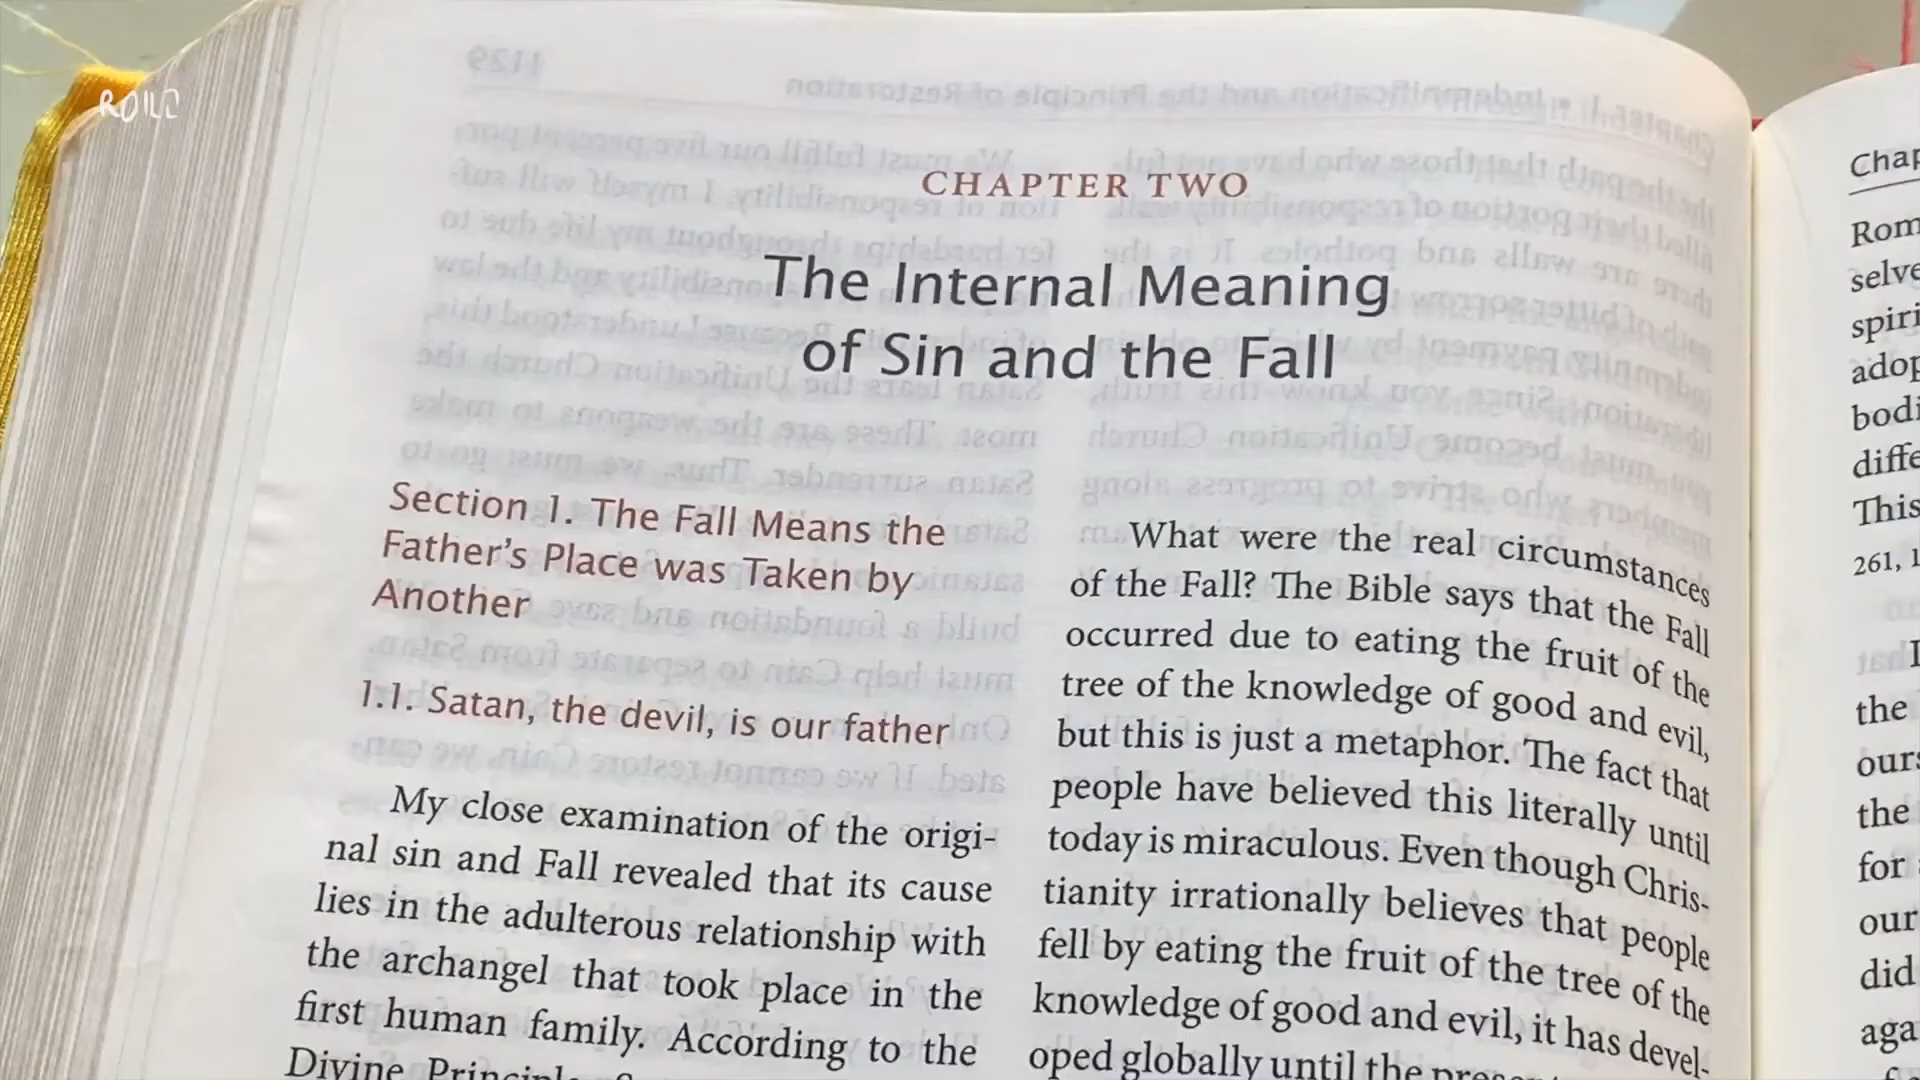 ROIL
CHAPTER TWO
The Internal Meaning
of Sin and the Fall
Section 1. The Fall Means the
Father's Place was Taken by
Another
1.1. Satan, the devil, is our father
My close examination of the origi-
nal sin and Fall revealed that its cause
lies in the adulterous relationship with
the archangel that took place in the
first human family. According to the
Divine
What were the real circumstances
of the Fall? The Bible says that the Fall
occurred due to eating the fruit of the
tree of the knowledge of good and evil,
but this is just a metaphor. The fact that
people have believed this literally until
today is miraculous. Even though Chris-
tianity irrationally believes that people
fell by eating the fruit of the tree of the
knowledge of good and evil, it has devel-
oped globally until the
Chap
Rom
selve
spiri
adop
bodi
diffe
This
261, 1
the
ours
the
for
our
did
aga